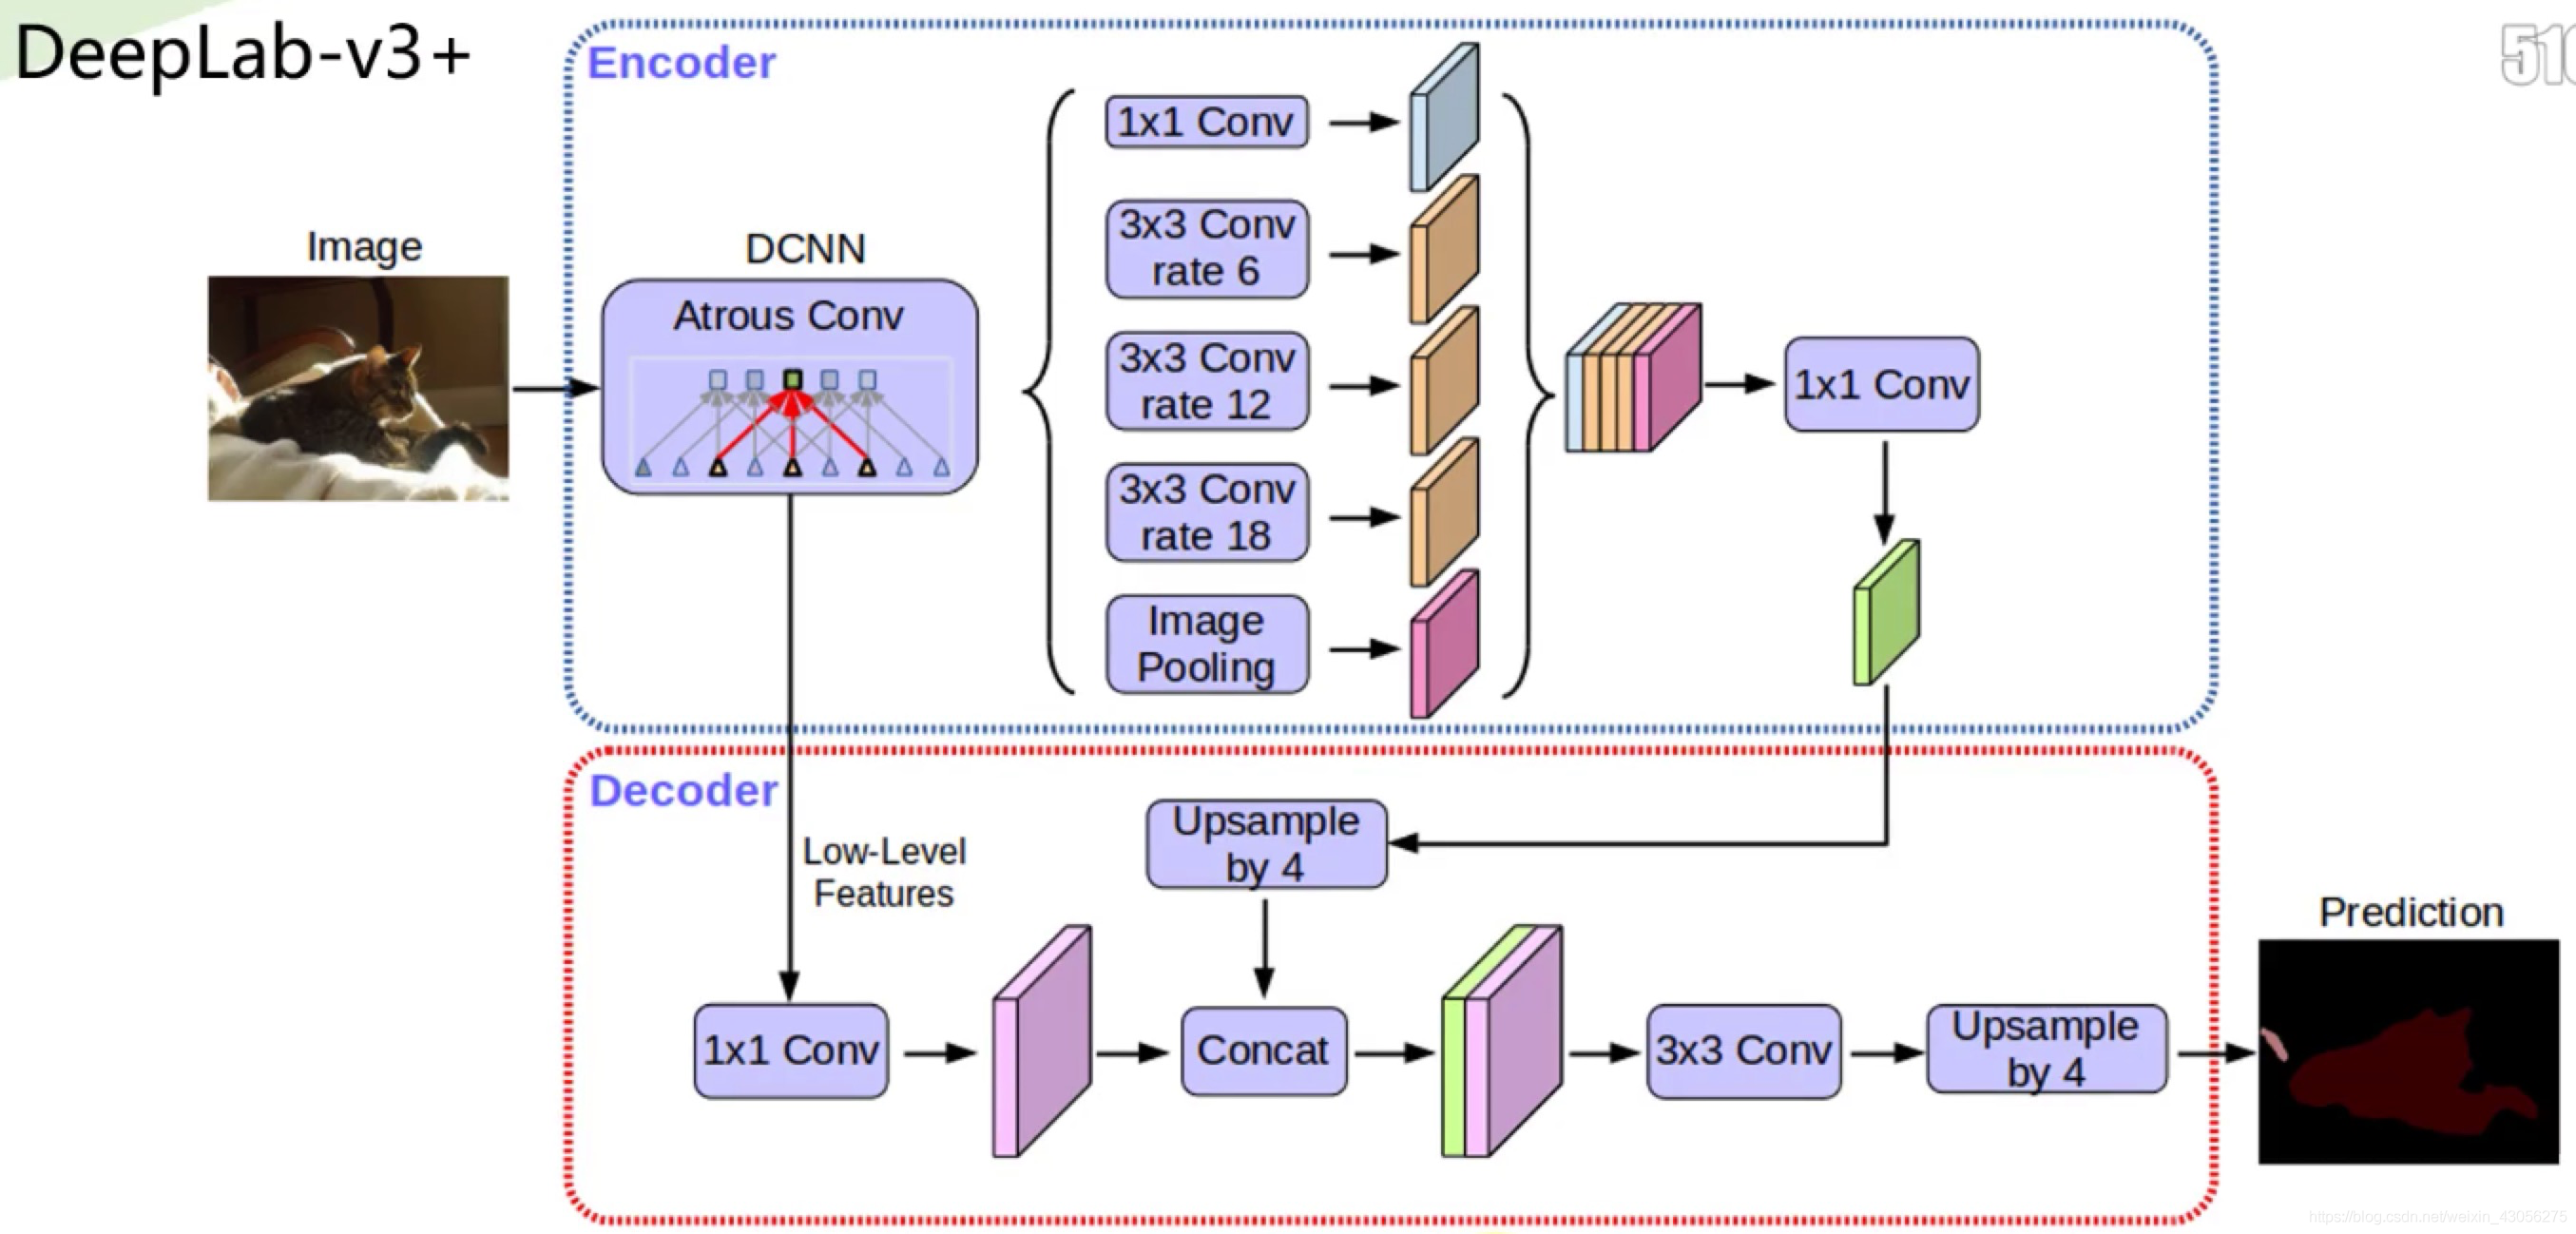 DeepLab-v3+
510
Encoder
Image
DCNN
Atrous Conv
1x1 Conv
3x3 Conv
rate 6
3x3 Conv
rate 12
3x3 Conv
rate 18
Image
Pooling
1x1 Conv
Decoder
Low-Level
Features
Upsample
by 4
1x1 Conv
Concat
3x3 Conv
Upsample
by 4
Prediction
https://blog.csdn.net/weixin_43056275